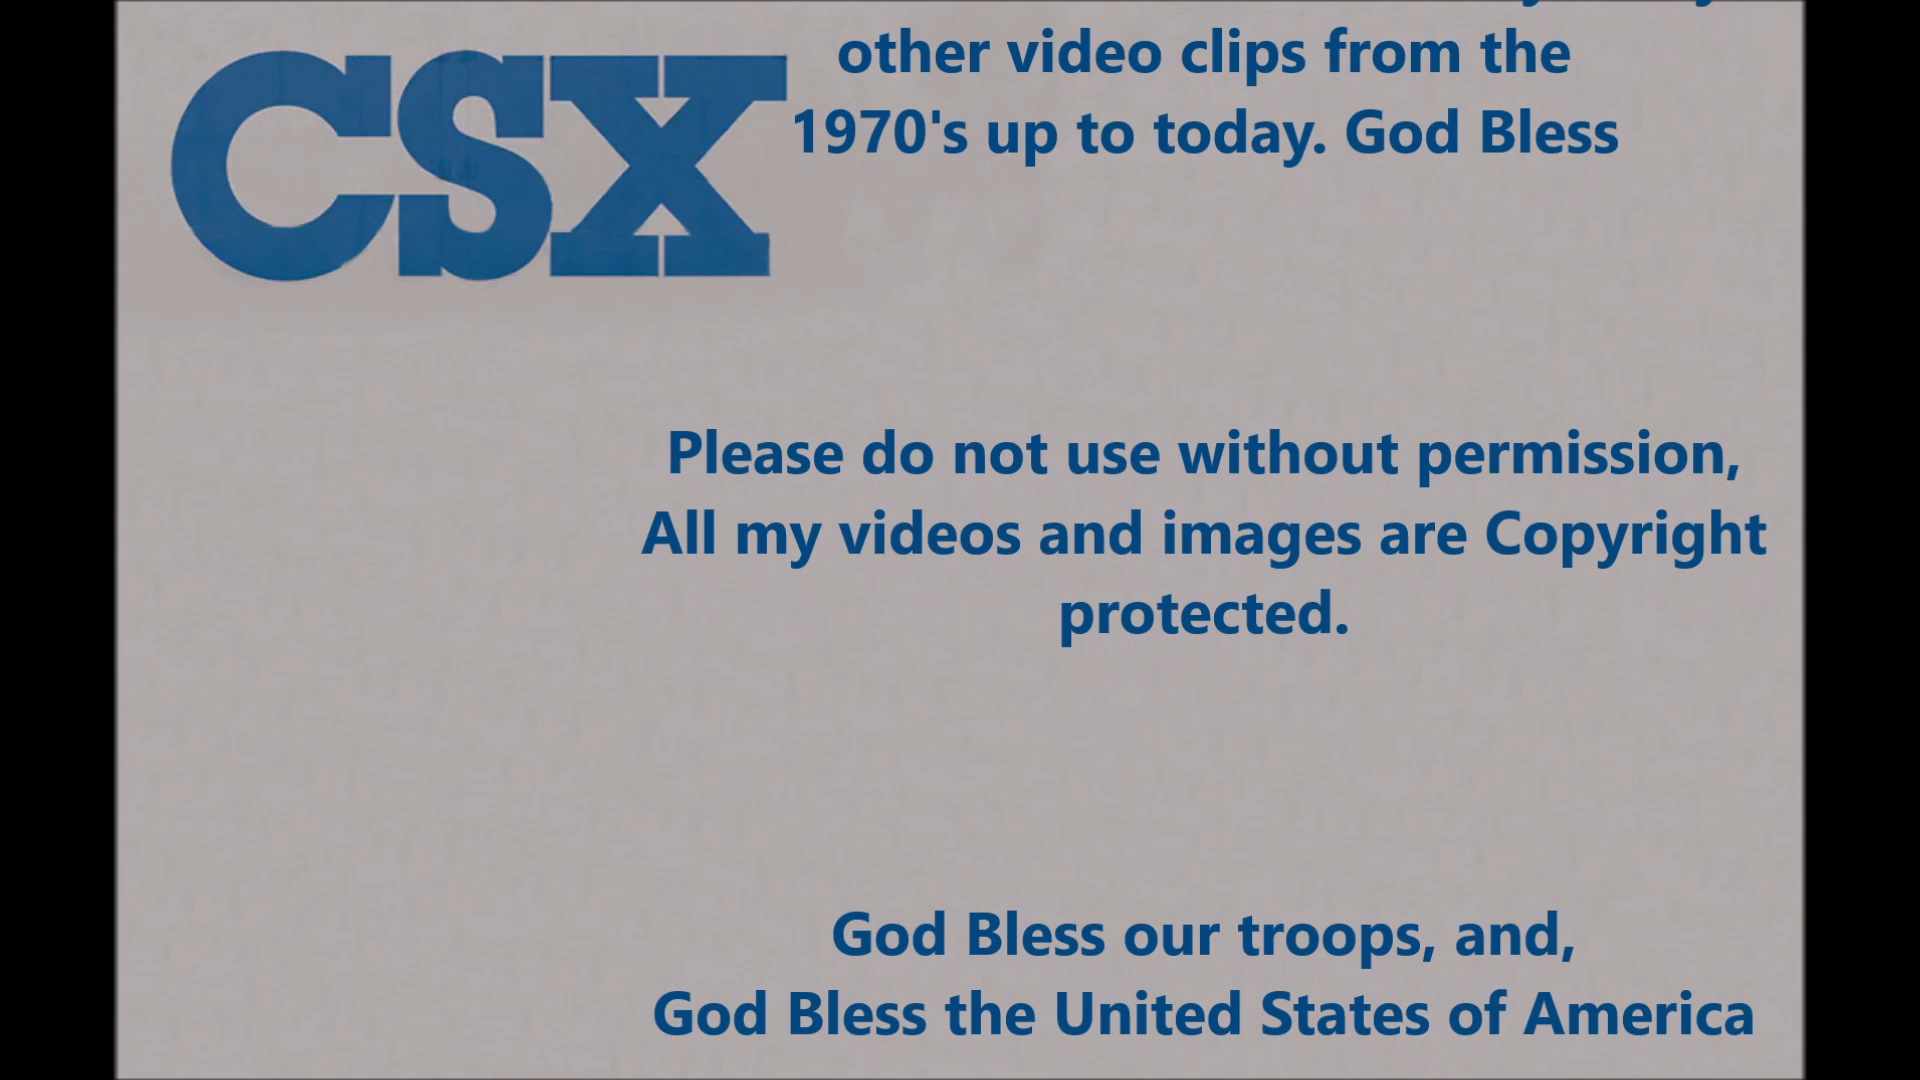 CSX
other video clips from the
1970's up to today. God Bless
Please do not use without permission,
All my videos and images are Copyright
protected.
God Bless our troops, and,
God Bless the United States of America